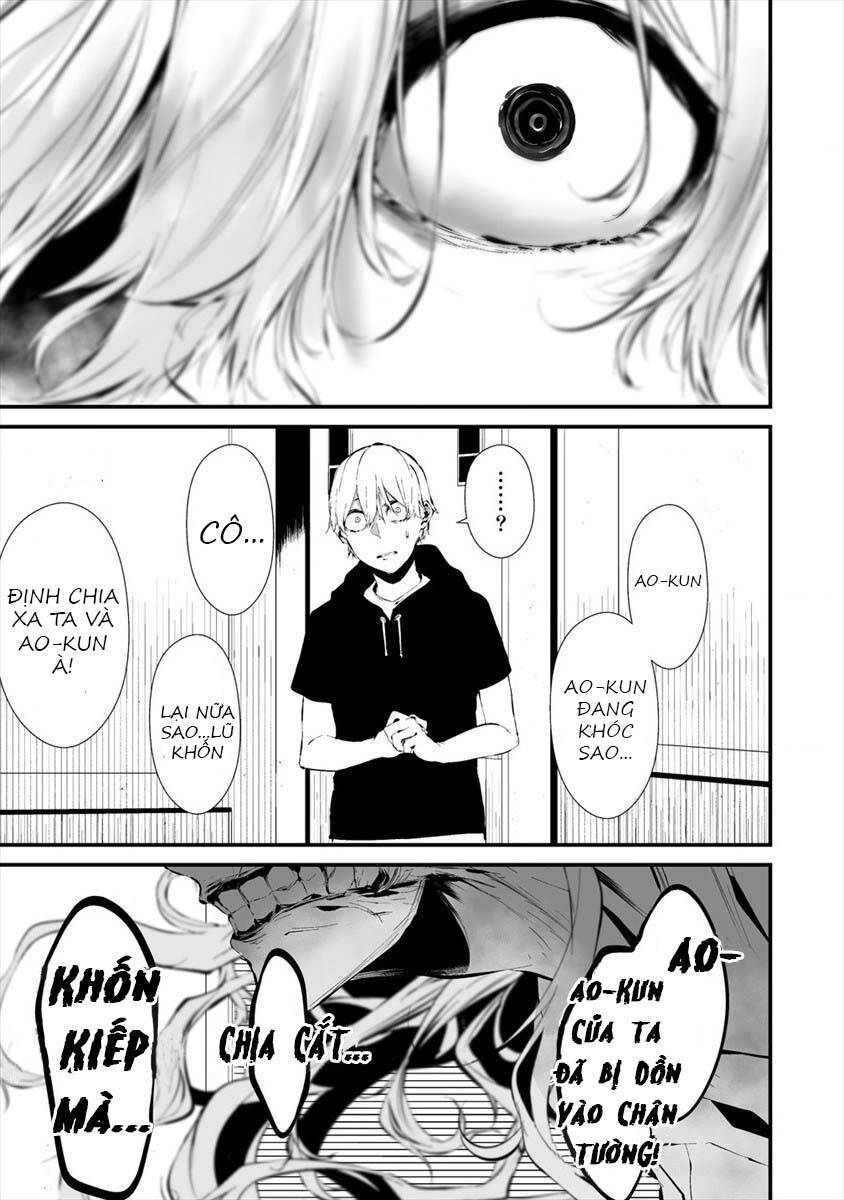 ......?
AO-KUN
AO-KUN
ĐANG
KHÓC
SAO...
CÔ...
LẠI NỮA
SAO...LŨ
KHỐN
ĐỊNH CHIA
XA TA VÀ
AO-KUN
À!
AO-
AO-KUN
CỦA TA
ĐÃ BỊ DỒN
VÀO CHÂN
TƯỜNG!
CHIA CẮT...
KHỐN
KIẾP
MÀ...